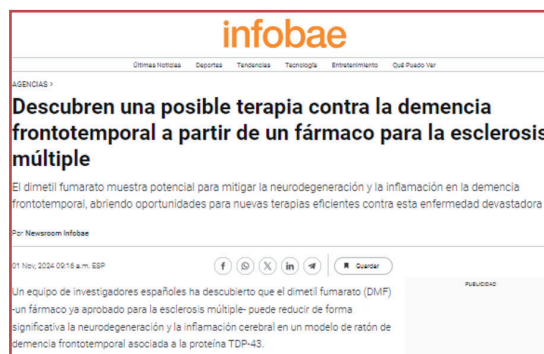 infobae
Últimas Noticias Deportes Tendencias Tecnología Entretenimiento Qué Puedo Ver
AGENCIAS >
Descubren una posible terapia contra la demencia
frontotemporal a partir de un fármaco para la esclerosis
múltiple
El dimetil fumarato muestra potencial para mitigar la neurodegeneración y la inflamación en la demencia
frontotemporal, abriendo oportunidades para nuevas terapias eficientes contra esta enfermedad devastadora
Por Newsroom Infobae
01 Nov, 2024 09:16 a.m. ESP
Guardar
Un equipo de investigadores españoles ha descubierto que el dimetil fumarato (DMF)
-un fármaco ya aprobado para la esclerosis múltiple- puede reducir de forma
significativa la neurodegeneración y la inflamación cerebral en un modelo de ratón de
demencia frontotemporal asociada a la proteína TDP-43.
PUBLICIDAD